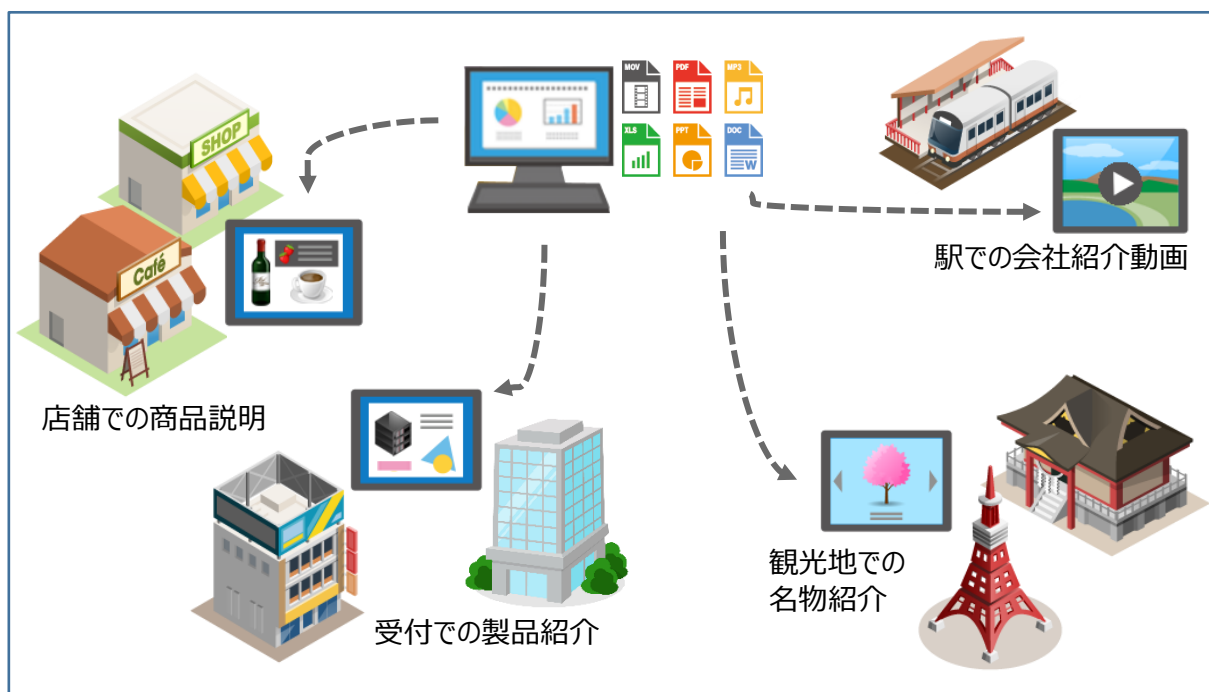 MOV
PDF
MP3
XLS
PPT
DOC
W
SHOP
Café
店舗での商品説明
駅での会社紹介動画
受付での製品紹介
観光地での
名物紹介